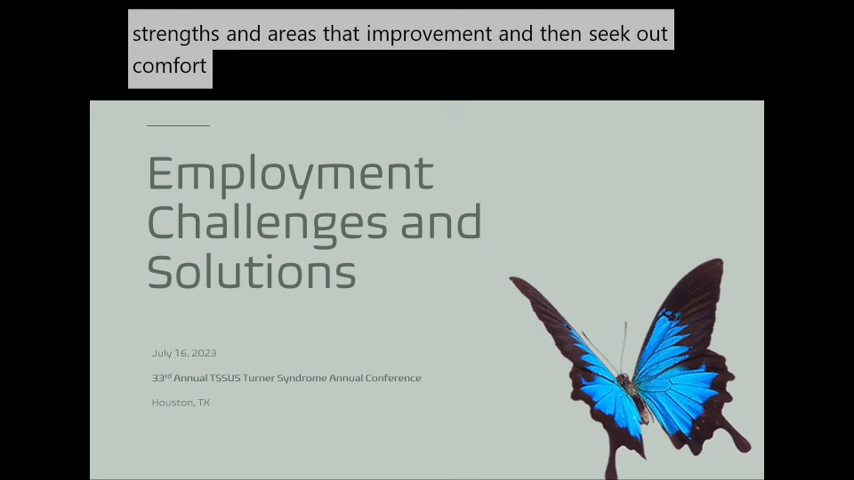 strengths and areas that improvement and then seek out
comfort
Employment
Challenges and
Solutions
July 16, 2023
33rd Annual TSSUS Turner Syndrome Annual Conference
Houston, TX